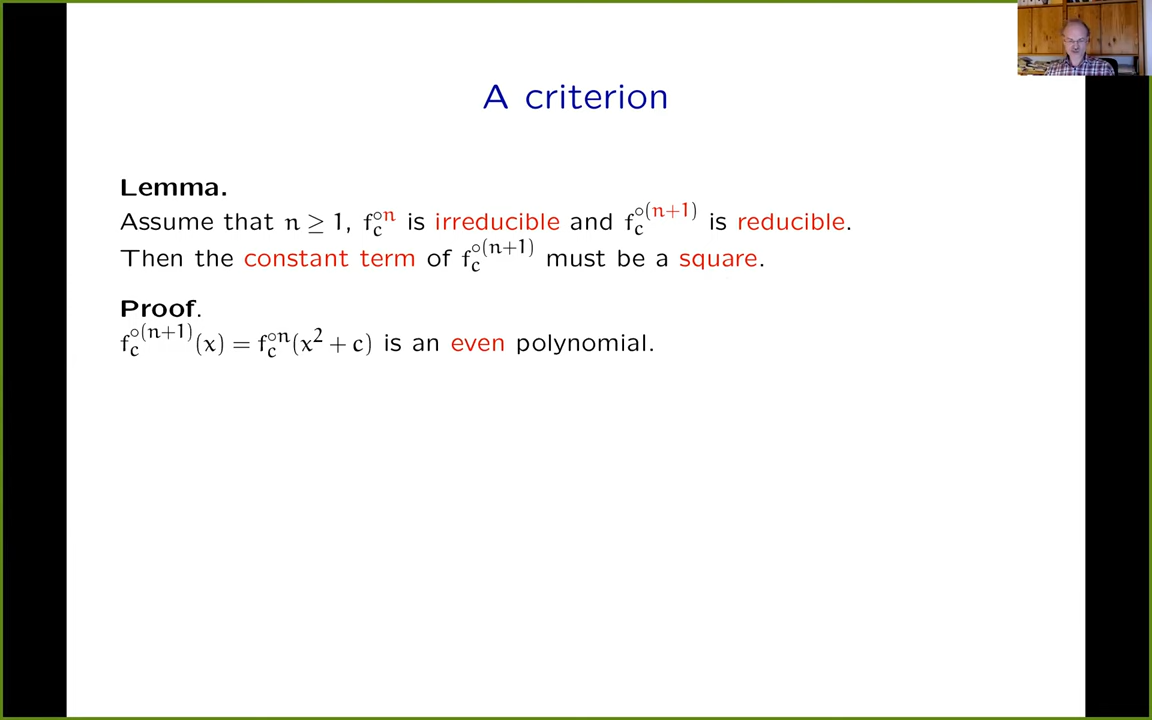 A criterion
Lemma.
Assume that n ≥ 1, f_c^{∘n} is irreducible and f_c^{∘(n+1)} is reducible.
Then the constant term of f_c^{∘(n+1)} must be a square.
Proof.
f_c^{∘(n+1)}(x) = f_c^{∘n}(x² + c) is an even polynomial.